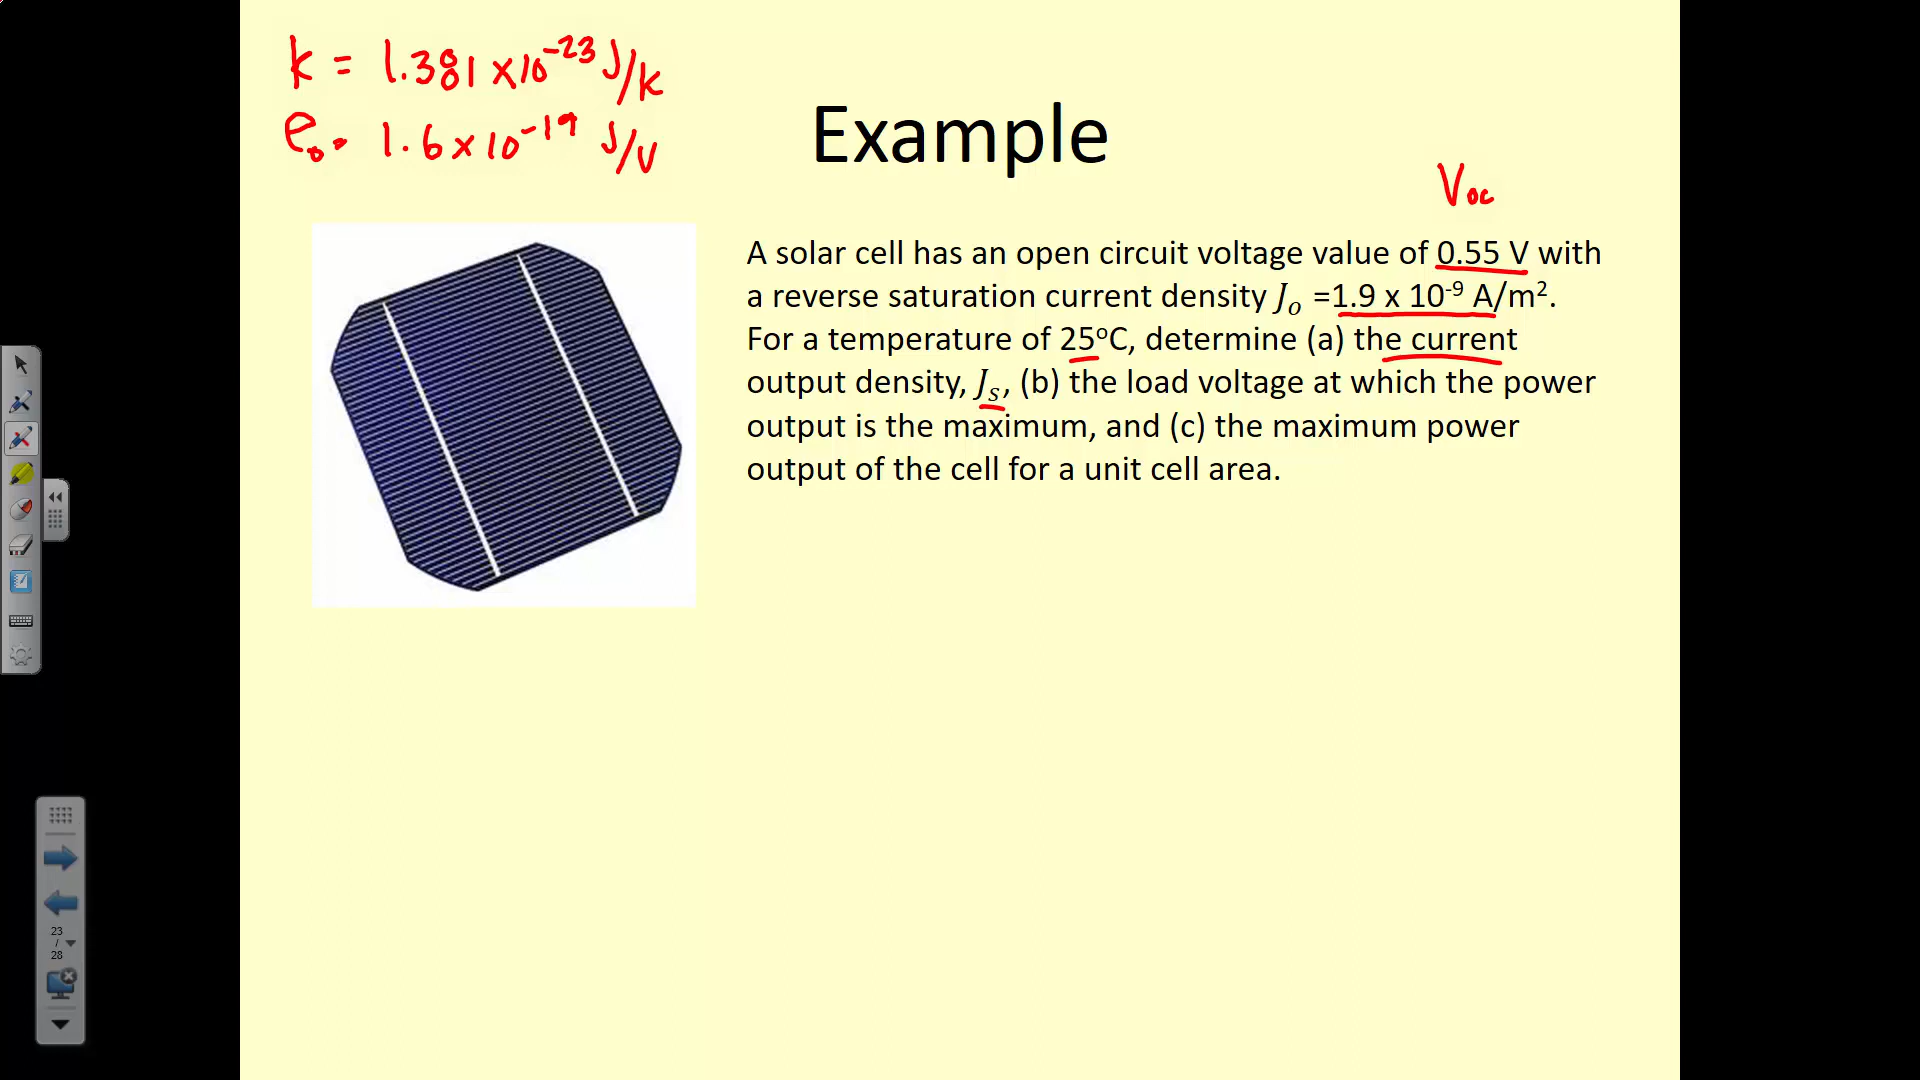 k = 1.381 x 10⁻²³ J/K
e₀ = 1.6 x 10⁻¹⁹ J/V
Example
Voc
A solar cell has an open circuit voltage value of 0.55 V with
a reverse saturation current density Jₒ =1.9 x 10⁻⁹ A/m².
For a temperature of 25ᵒC, determine (a) the current
output density, Jₛ, (b) the load voltage at which the power
output is the maximum, and (c) the maximum power
output of the cell for a unit cell area.
23
/
28